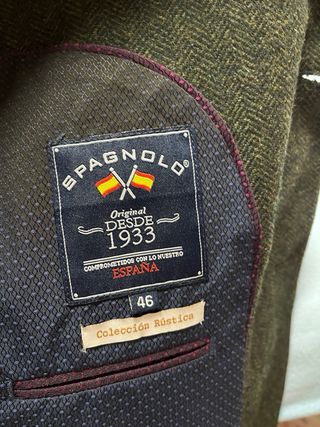 SPAGNOLO®
Original
DESDE
1933
COMPROMETIDOS CON LO NUESTRO
ESPAÑA
46
Colección Rústica